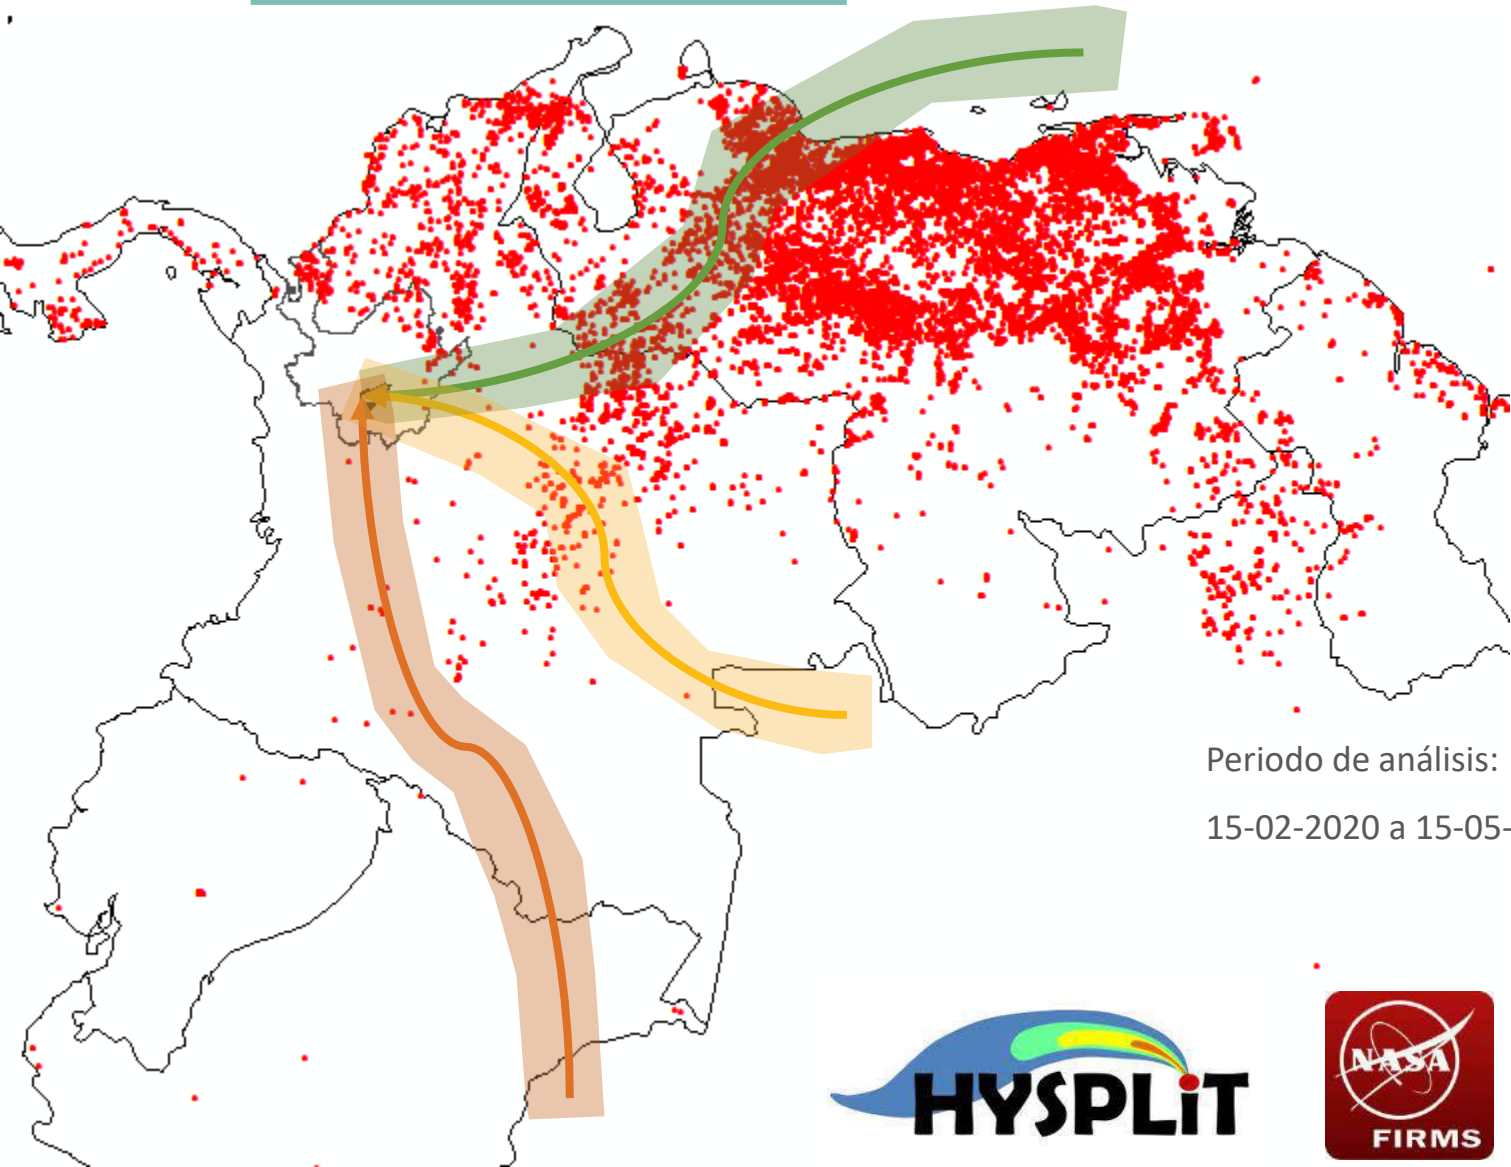 Periodo de análisis:
15-02-2020 a 15-05-
HYSPLiT
NASA
FIRMS